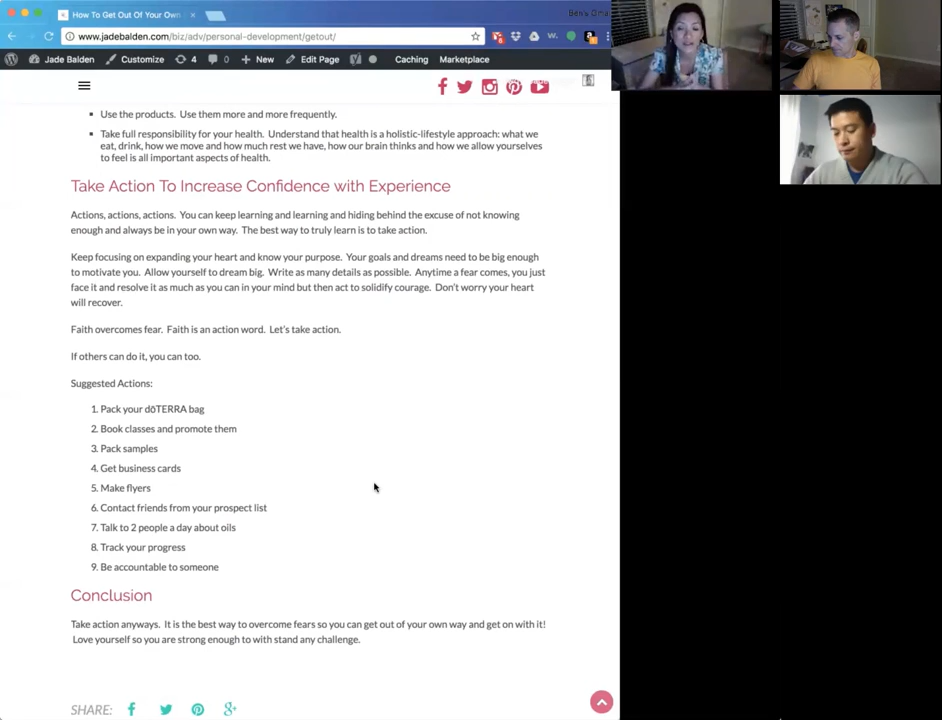 How To Get Out Of Your Own
Ben's Oma
www.jadebalden.com/biz/adv/personal-development/getout/
Jade Balden Customize 4 0 New Edit Page Caching Marketplace
Use the products. Use them more and more frequently.
Take full responsibility for your health. Understand that health is a holistic-lifestyle approach: what we
eat, drink, how we move and how much rest we have, how our brain thinks and how we allow yourselves
to feel is all important aspects of health.
Take Action To Increase Confidence with Experience
Actions, actions, actions. You can keep learning and learning and hiding behind the excuse of not knowing
enough and always be in your own way. The best way to truly learn is to take action.
Keep focusing on expanding your heart and know your purpose. Your goals and dreams need to be big enough
to motivate you. Allow yourself to dream big. Write as many details as possible. Anytime a fear comes, you just
face it and resolve it as much as you can in your mind but then act to solidify courage. Don't worry your heart
will recover.
Faith overcomes fear. Faith is an action word. Let's take action.
If others can do it, you can too.
Suggested Actions:
1. Pack your dōTERRA bag
2. Book classes and promote them
3. Pack samples
4. Get business cards
5. Make flyers
6. Contact friends from your prospect list
7. Talk to 2 people a day about oils
8. Track your progress
9. Be accountable to someone
Conclusion
Take action anyways. It is the best way to overcome fears so you can get out of your own way and get on with it!
Love yourself so you are strong enough to with stand any challenge.
SHARE: